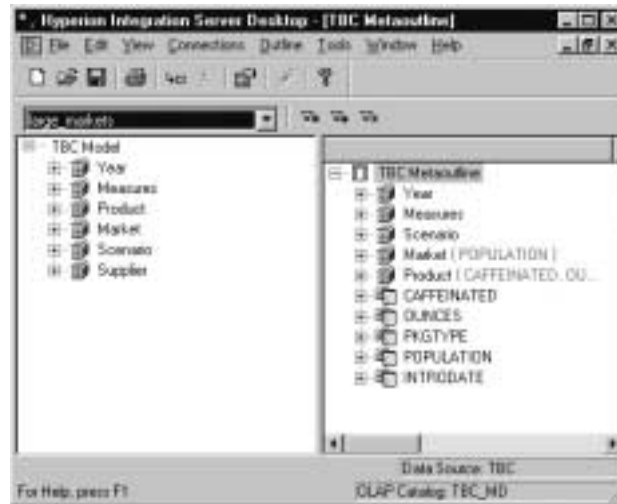 Hyperion Integration Server Desktop - [TBC Metaoutline]
File Edit View Connections Outline Tools Window Help
large_markets
TBC Model
Year
Measures
Product
Market
Scenario
Supplier
TBC Metaoutline
Year
Measures
Scenario
Market ( POPULATION )
Product ( CAFFEINATED, OU...
CAFFEINATED
OUNCES
PKGTYPE
POPULATION
INTRODATE
Data Source: TBC
For Help, press F1
OLAP Catalog: TBC_MD